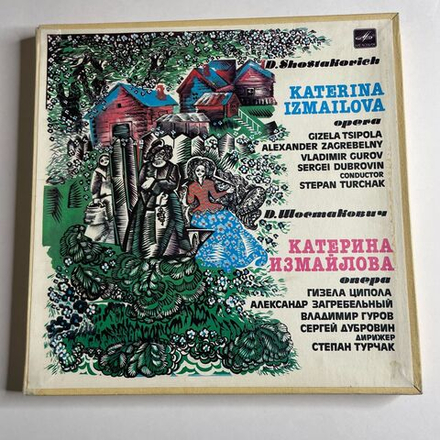 D. Shostakovich
KATERINA
IZMAILOVA
opera
GIZELA TSIPOLA
ALEXANDER ZAGREBELNY
VLADIMIR GUROV
SERGEI DUBROVIN
CONDUCTOR
STEPAN TURCHAK
D. Шостакович
КАТЕРИНА
ИЗМАЙЛОВА
опера
ГИЗЕЛА ЦИПОЛА
АЛЕКСАНДР ЗАГРЕБЕЛЬНЫЙ
ВЛАДИМИР ГУРОВ
СЕРГЕЙ ДУБРОВИН
ДИРИЖЕР
СТЕПАН ТУРЧАК